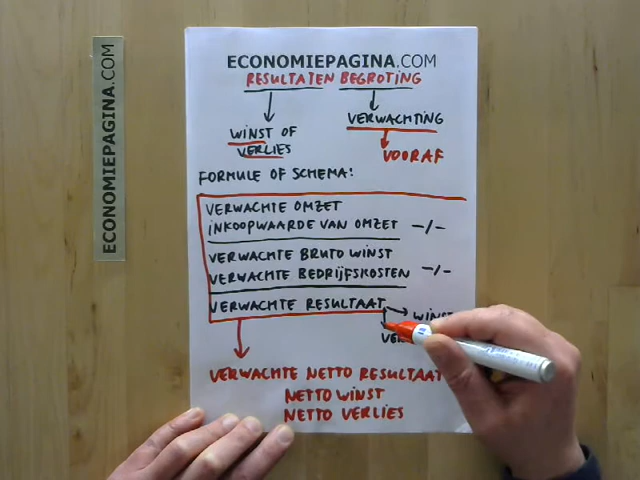 ECONOMIEPAGINA.COM
ECONOMIEPAGINA.COM
RESULTATEN BEGROTING
WINST OF
VERLIES
VERWACHTING
VOORAF
FORMULE OF SCHEMA:
VERWACHTE OMZET
INKOOPWAARDE VAN OMZET -/-
VERWACHTE BRUTO WINST
VERWACHTE BEDRIJFSKOSTEN -/-
VERWACHTE RESULTAAT
WINST
VERWACHTE NETTO RESULTAAT
NETTO WINST
NETTO VERLIES